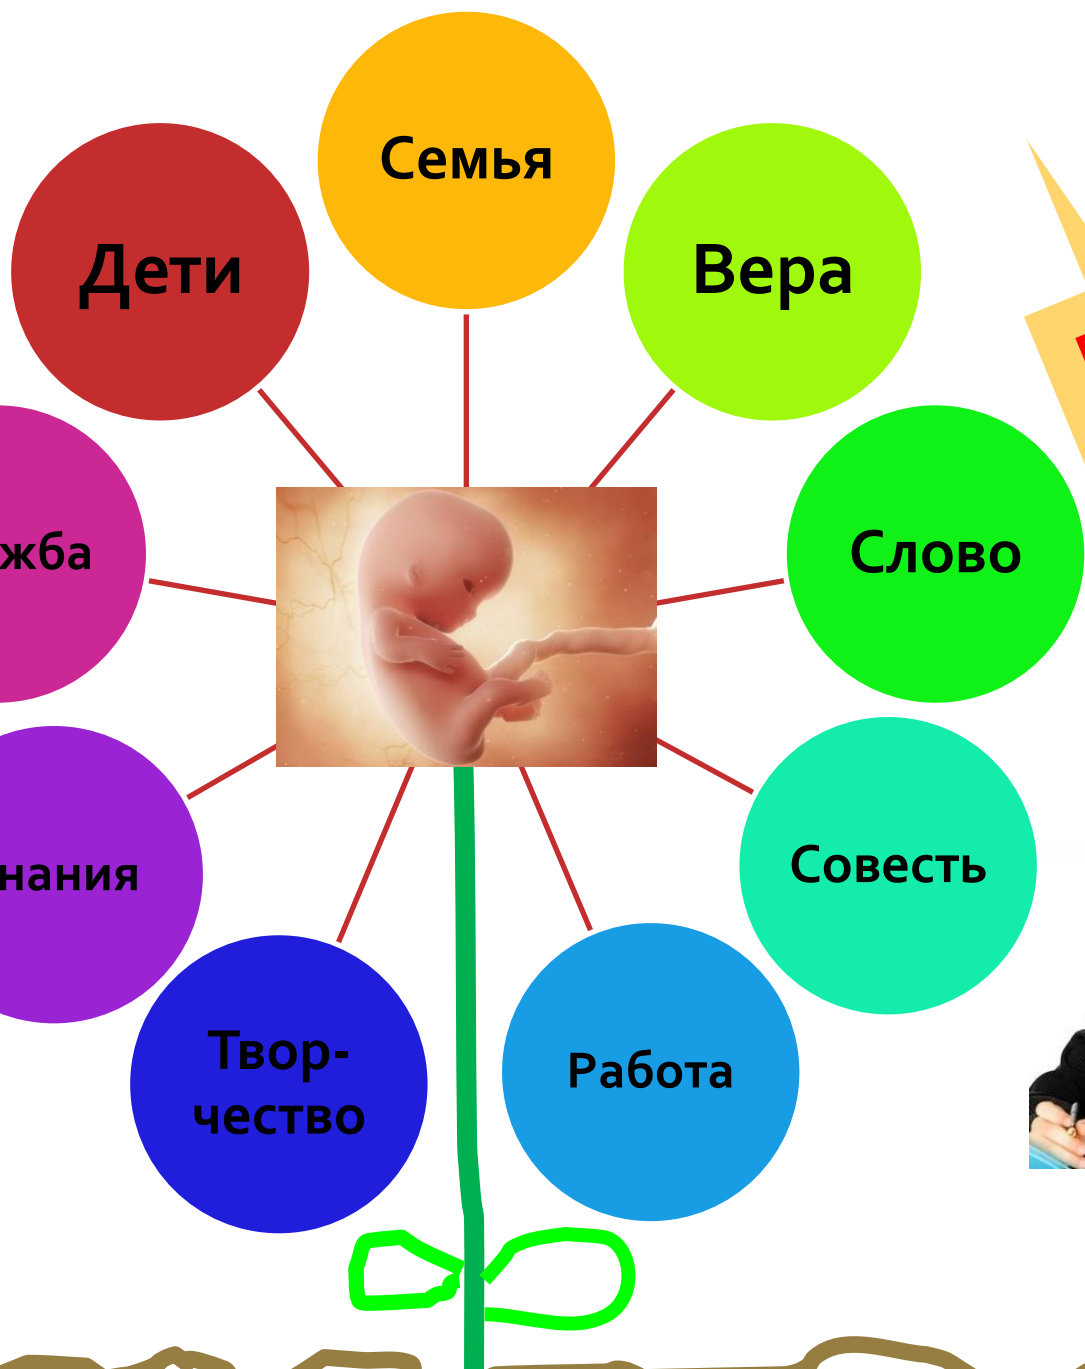 Семья
Дети
Вера
жба
Слово
нания
Совесть
Твор-
чество
Работа